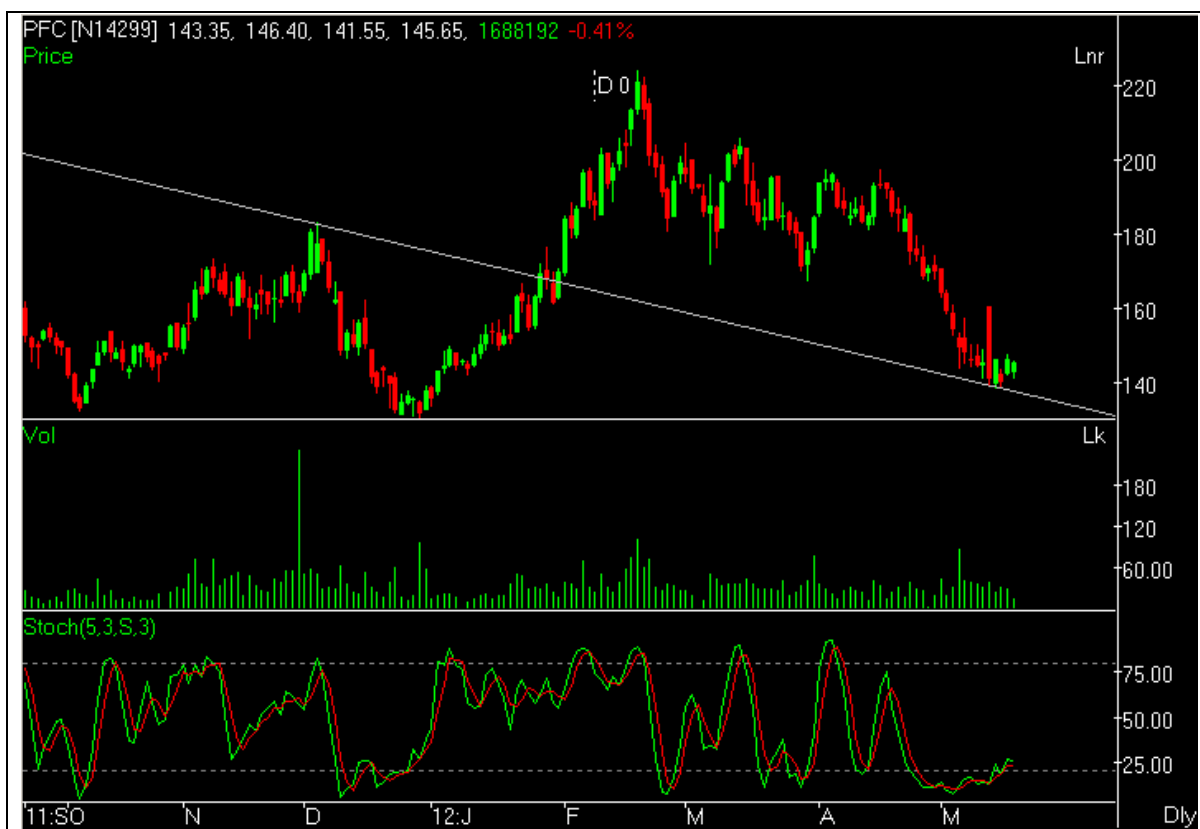 PFC [N14299] 143.35, 146.40, 141.55, 145.65, 1688192 -0.41%
Price
Lnr
D 0
220
200
180
160
140
Vol
Lk
180
120
60.00
Stoch(5,3,S,3)
75.00
50.00
25.00
'11:SO N D 12:J F M A M Dly